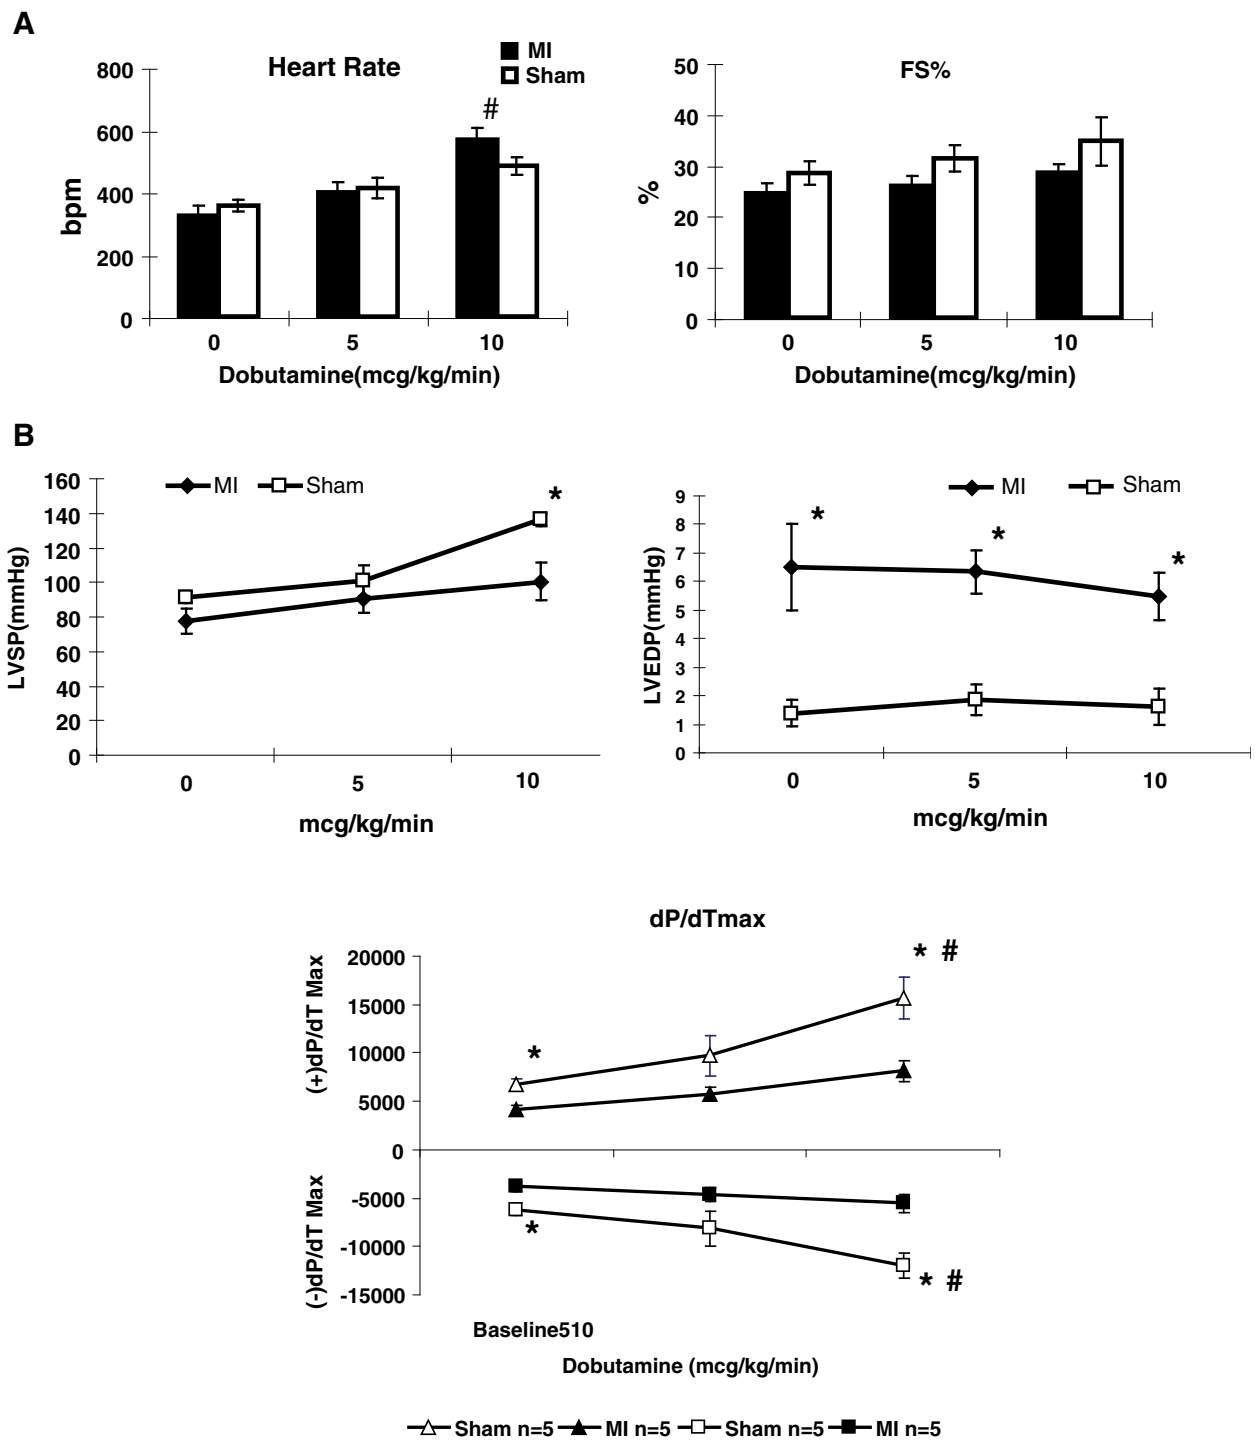 A
Heart Rate
MI
Sham
#
800
600
400
200
0
bpm
0 5 10
Dobutamine(mcg/kg/min)
FS%
50
40
30
20
10
0
%
0 5 10
Dobutamine(mcg/kg/min)
B
MI Sham
*
160
140
120
100
80
60
40
20
0
LVSP(mmHg)
0 5 10
mcg/kg/min
MI Sham
* * *
9
8
7
6
5
4
3
2
1
0
LVEDP(mmHg)
0 5 10
mcg/kg/min
dP/dTmax
* #
*
20000
15000
10000
5000
0
-5000
-10000
-15000
(+)dP/dT Max
(-)dP/dT Max
*
* #
Baseline510
Dobutamine (mcg/kg/min)
Sham n=5 MI n=5 Sham n=5 MI n=5